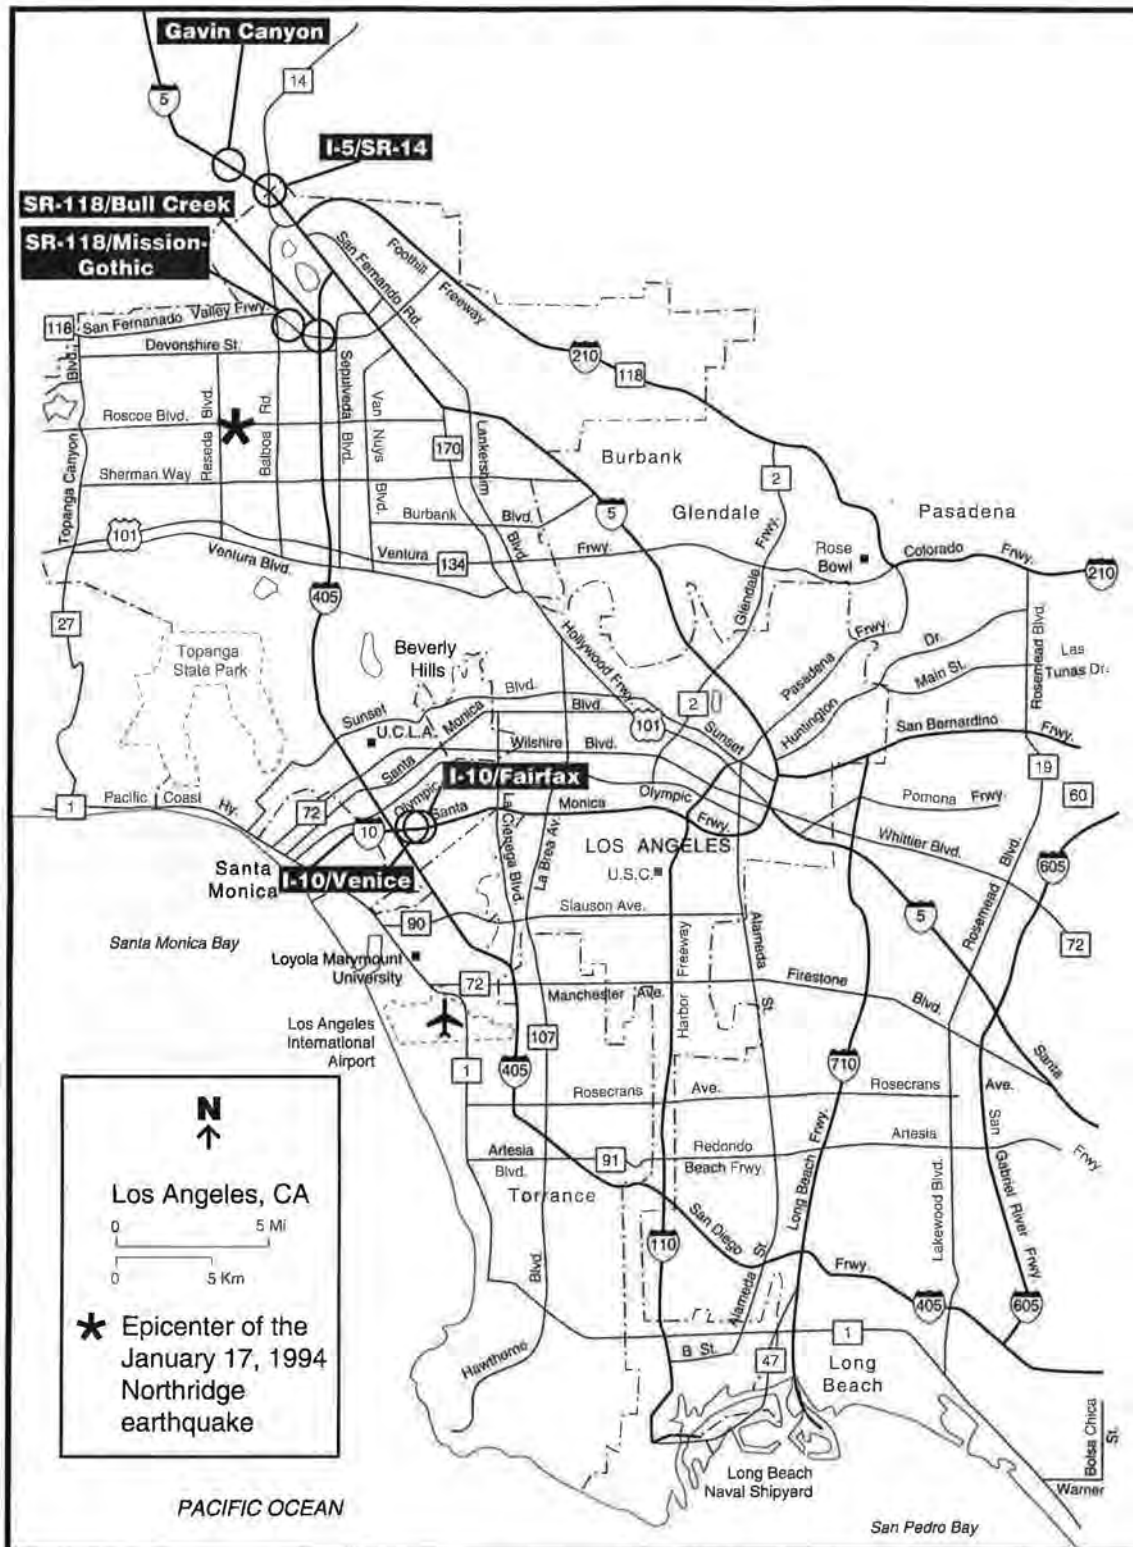 Gavin Canyon
14
5
I-5/SR-14
SR-118/Bull Creek
SR-118/Mission-
Gothic
San Fernando Rd.
Foothill
Freeway
118
San Fernanado Valley Frwy.
Devonshire St.
210
118
Blvd.
Topanga Canyon
Roscoe Blvd.
Reseda Blvd.
Balboa Rd.
Sepulveda Blvd.
Van Nuys
Blvd.
170
Lankershim
Blvd.
Sherman Way
Burbank
2
5
Glendale
Pasadena
Burbank Blvd.
101
Ventura Blvd.
Ventura
134
Frwy.
Glendale Frwy.
Rose
Bowl
Colorado Frwy.
210
405
27
Topanga
State Park
Beverly
Hills
Hollywood Frwy.
Pasadena Frwy.
Huntington Dr.
Main St.
Las
Tunas Dr.
Rosemead Blvd.
Sunset
Blvd.
U.C.L.A.
Santa Monica Blvd.
101
2
Sunset
San Bernardino Frwy.
Wilshire Blvd.
I-10/Fairfax
19
1
Pacific Coast Hy.
72
Olympic
Santa
Monica
Olympic
Frwy.
Pomona Frwy.
60
10
La Cienega Blvd.
La Brea Av.
LOS ANGELES
U.S.C.
Whittier Blvd.
Rosemead Blvd.
605
Santa
Monica
I-10/Venice
90
Slauson Ave.
5
72
Santa Monica Bay
Loyola Marymount
University
72
Manchester Ave.
Harbor Freeway
Alameda
St.
Firestone
Blvd.
Los Angeles
International
Airport
107
1
405
710
Santa
Rosecrans Ave.
Rosecrans Ave.
San Gabriel River Frwy
Artesia
Blvd.
91
Redondo
Beach Frwy.
Artesia
Frwy
Torrance
Long Beach Frwy.
Lakewood Blvd.
San Diego
Frwy.
110
Alameda St.
405
605
Blvd.
Hawthorne
B St.
47
1
Long
Beach
N
Los Angeles, CA
0 5 Mi
0 5 Km
Epicenter of the
January 17, 1994
Northridge
earthquake
Long Beach
Naval Shipyard
Bolsa Chica
St.
Warner
PACIFIC OCEAN
San Pedro Bay